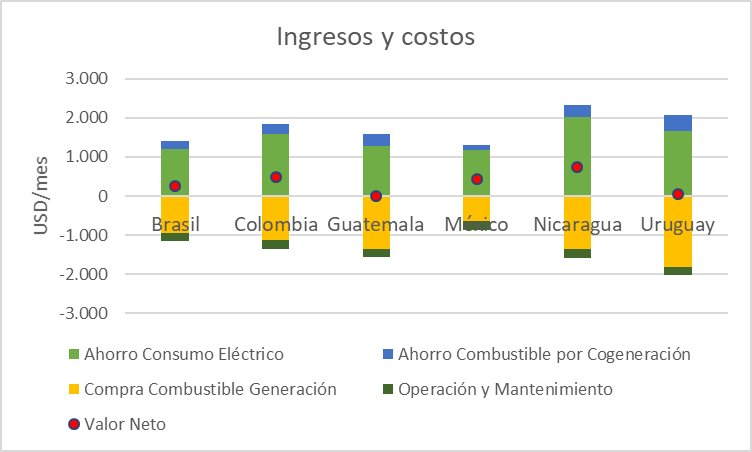 Ingresos y costos
USD/mes
3.000
2.000
1.000
0
-1.000
-2.000
-3.000
Brasil Colombia Guatemala México Nicaragua Uruguay
Ahorro Consumo Eléctrico Ahorro Combustible por Cogeneración
Compra Combustible Generación Operación y Mantenimiento
Valor Neto